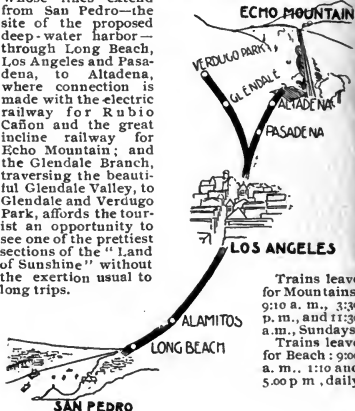 from San Pedro—the
site of the proposed
deep-water harbor—
through Long Beach,
Los Angeles and Pasa-
dena, to Altadena,
where connection is
made with the electric
railway for Rubio
Cañon and the great
incline railway for
Echo Mountain; and
the Glendale Branch,
traversing the beauti-
ful Glendale Valley, to
Glendale and Verdugo
Park, affords the tour-
ist an opportunity to
see one of the prettiest
sections of the "Land
of Sunshine" without
the exertion usual to
long trips.
ECHO MOUNTAIN
VERDUGO PARK
GLENDALE
ALTADENA
PASADENA
LOS ANGELES
ALAMITOS
LONG BEACH
SAN PEDRO
Trains leave
for Mountains
9:10 a. m., 3:30
p. m., and 11:30
a.m., Sundays
Trains leave
for Beach: 9:00
a. m.. 1:10 and
5.00 p m, daily